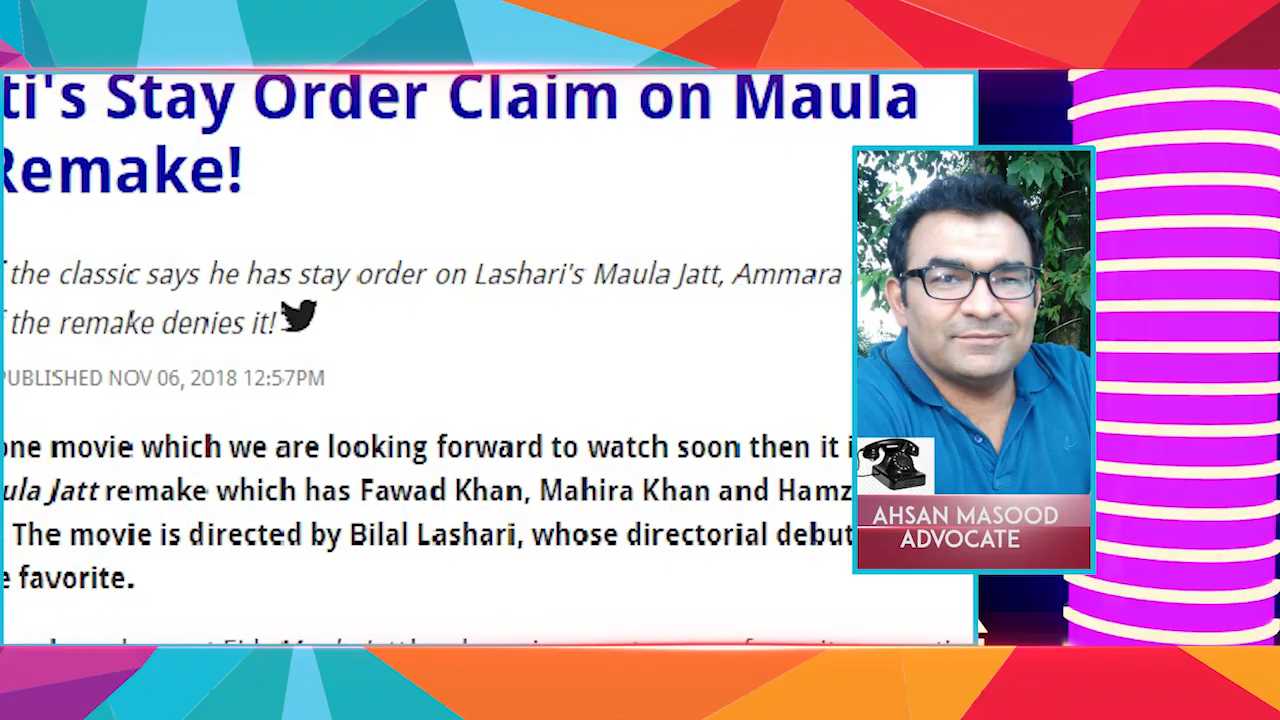 ti's Stay Order Claim on Maula
Remake!
the classic says he has stay order on Lashari's Maula Jatt, Ammara
the remake denies it!
PUBLISHED NOV 06, 2018 12:57PM
one movie which we are looking forward to watch soon then it
ula Jatt remake which has Fawad Khan, Mahira Khan and Hamz
The movie is directed by Bilal Lashari, whose directorial debut
e favorite.
AHSAN MASOOD
ADVOCATE